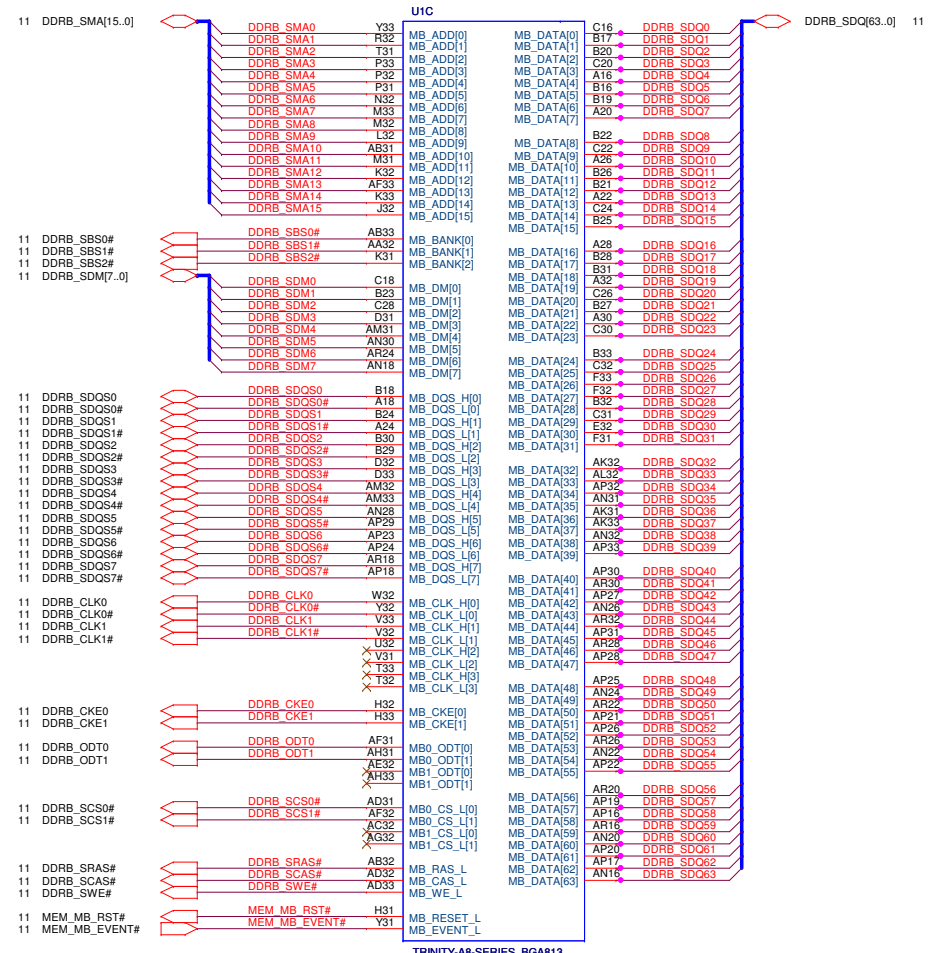 U1C
11 DDRB_SMA[15..0] DDRB_SDQ[63..0] 11
DDRB_SMA0 Y33 MB_ADD[0]
DDRB_SMA1 R32 MB_ADD[1]
DDRB_SMA2 T31 MB_ADD[2]
DDRB_SMA3 P33 MB_ADD[3]
DDRB_SMA4 P32 MB_ADD[4]
DDRB_SMA5 P31 MB_ADD[5]
DDRB_SMA6 N32 MB_ADD[6]
DDRB_SMA7 M33 MB_ADD[7]
DDRB_SMA8 M32 MB_ADD[8]
DDRB_SMA9 L32 MB_ADD[9]
DDRB_SMA10 AB31 MB_ADD[10]
DDRB_SMA11 M31 MB_ADD[11]
DDRB_SMA12 K32 MB_ADD[12]
DDRB_SMA13 AF33 MB_ADD[13]
DDRB_SMA14 K33 MB_ADD[14]
DDRB_SMA15 J32 MB_ADD[15]
11 DDRB_SBS0# DDRB_SBS0# AB33 MB_BANK[0]
11 DDRB_SBS1# DDRB_SBS1# AA32 MB_BANK[1]
11 DDRB_SBS2# DDRB_SBS2# K31 MB_BANK[2]
11 DDRB_SDM[7..0]
DDRB_SDM0 C18 MB_DM[0]
DDRB_SDM1 B23 MB_DM[1]
DDRB_SDM2 C28 MB_DM[2]
DDRB_SDM3 D31 MB_DM[3]
DDRB_SDM4 AM31 MB_DM[4]
DDRB_SDM5 AN30 MB_DM[5]
DDRB_SDM6 AR24 MB_DM[6]
DDRB_SDM7 AN18 MB_DM[7]
11 DDRB_SDQS0 DDRB_SDQS0 B18 MB_DQS_H[0]
11 DDRB_SDQS0# DDRB_SDQS0# A18 MB_DQS_L[0]
11 DDRB_SDQS1 DDRB_SDQS1 B24 MB_DQS_H[1]
11 DDRB_SDQS1# DDRB_SDQS1# A24 MB_DQS_L[1]
11 DDRB_SDQS2 DDRB_SDQS2 B30 MB_DQS_H[2]
11 DDRB_SDQS2# DDRB_SDQS2# B29 MB_DQS_L[2]
11 DDRB_SDQS3 DDRB_SDQS3 D32 MB_DQS_H[3]
11 DDRB_SDQS3# DDRB_SDQS3# D33 MB_DQS_L[3]
11 DDRB_SDQS4 DDRB_SDQS4 AM32 MB_DQS_H[4]
11 DDRB_SDQS4# DDRB_SDQS4# AM33 MB_DQS_L[4]
11 DDRB_SDQS5 DDRB_SDQS5 AN28 MB_DQS_H[5]
11 DDRB_SDQS5# DDRB_SDQS5# AP29 MB_DQS_L[5]
11 DDRB_SDQS6 DDRB_SDQS6 AP23 MB_DQS_H[6]
11 DDRB_SDQS6# DDRB_SDQS6# AP24 MB_DQS_L[6]
11 DDRB_SDQS7 DDRB_SDQS7 AR18 MB_DQS_H[7]
11 DDRB_SDQS7# DDRB_SDQS7# AP18 MB_DQS_L[7]
11 DDRB_CLK0 DDRB_CLK0 W32 MB_CLK_H[0]
11 DDRB_CLK0# DDRB_CLK0# Y32 MB_CLK_L[0]
11 DDRB_CLK1 DDRB_CLK1 V33 MB_CLK_H[1]
11 DDRB_CLK1# DDRB_CLK1# V32 MB_CLK_L[1]
U32 MB_CLK_H[2]
V31 MB_CLK_L[2]
T33 MB_CLK_H[3]
T32 MB_CLK_L[3]
11 DDRB_CKE0 DDRB_CKE0 H32 MB_CKE[0]
11 DDRB_CKE1 DDRB_CKE1 H33 MB_CKE[1]
11 DDRB_ODT0 DDRB_ODT0 AF31 MB0_ODT[0]
11 DDRB_ODT1 DDRB_ODT1 AH31 MB0_ODT[1]
AE32 MB1_ODT[0]
AH33 MB1_ODT[1]
11 DDRB_SCS0# DDRB_SCS0# AD31 MB0_CS_L[0]
11 DDRB_SCS1# DDRB_SCS1# AF32 MB0_CS_L[1]
AC32 MB1_CS_L[0]
AG32 MB1_CS_L[1]
11 DDRB_SRAS# DDRB_SRAS# AB32 MB_RAS_L
11 DDRB_SCAS# DDRB_SCAS# AD32 MB_CAS_L
11 DDRB_SWE# DDRB_SWE# AD33 MB_WE_L
11 MEM_MB_RST# MEM_MB_RST# H31 MB_RESET_L
11 MEM_MB_EVENT# MEM_MB_EVENT# Y31 MB_EVENT_L
MB_DATA[0] C16 DDRB_SDQ0
MB_DATA[1] B17 DDRB_SDQ1
MB_DATA[2] B20 DDRB_SDQ2
MB_DATA[3] C20 DDRB_SDQ3
MB_DATA[4] A16 DDRB_SDQ4
MB_DATA[5] B16 DDRB_SDQ5
MB_DATA[6] B19 DDRB_SDQ6
MB_DATA[7] A20 DDRB_SDQ7
MB_DATA[8] B22 DDRB_SDQ8
MB_DATA[9] C22 DDRB_SDQ9
MB_DATA[10] A26 DDRB_SDQ10
MB_DATA[11] B26 DDRB_SDQ11
MB_DATA[12] B21 DDRB_SDQ12
MB_DATA[13] A22 DDRB_SDQ13
MB_DATA[14] C24 DDRB_SDQ14
MB_DATA[15] B25 DDRB_SDQ15
MB_DATA[16] A28 DDRB_SDQ16
MB_DATA[17] B28 DDRB_SDQ17
MB_DATA[18] B31 DDRB_SDQ18
MB_DATA[19] A32 DDRB_SDQ19
MB_DATA[20] C26 DDRB_SDQ20
MB_DATA[21] B27 DDRB_SDQ21
MB_DATA[22] A30 DDRB_SDQ22
MB_DATA[23] C30 DDRB_SDQ23
MB_DATA[24] B33 DDRB_SDQ24
MB_DATA[25] C32 DDRB_SDQ25
MB_DATA[26] F33 DDRB_SDQ26
MB_DATA[27] F32 DDRB_SDQ27
MB_DATA[28] B32 DDRB_SDQ28
MB_DATA[29] C31 DDRB_SDQ29
MB_DATA[30] E32 DDRB_SDQ30
MB_DATA[31] F31 DDRB_SDQ31
MB_DATA[32] AK32 DDRB_SDQ32
MB_DATA[33] AL32 DDRB_SDQ33
MB_DATA[34] AP32 DDRB_SDQ34
MB_DATA[35] AN31 DDRB_SDQ35
MB_DATA[36] AK31 DDRB_SDQ36
MB_DATA[37] AK33 DDRB_SDQ37
MB_DATA[38] AN32 DDRB_SDQ38
MB_DATA[39] AP33 DDRB_SDQ39
MB_DATA[40] AP30 DDRB_SDQ40
MB_DATA[41] AR30 DDRB_SDQ41
MB_DATA[42] AP27 DDRB_SDQ42
MB_DATA[43] AN26 DDRB_SDQ43
MB_DATA[44] AR32 DDRB_SDQ44
MB_DATA[45] AP31 DDRB_SDQ45
MB_DATA[46] AR28 DDRB_SDQ46
MB_DATA[47] AP28 DDRB_SDQ47
MB_DATA[48] AP25 DDRB_SDQ48
MB_DATA[49] AN24 DDRB_SDQ49
MB_DATA[50] AR22 DDRB_SDQ50
MB_DATA[51] AP21 DDRB_SDQ51
MB_DATA[52] AP26 DDRB_SDQ52
MB_DATA[53] AR26 DDRB_SDQ53
MB_DATA[54] AN22 DDRB_SDQ54
MB_DATA[55] AP22 DDRB_SDQ55
MB_DATA[56] AR20 DDRB_SDQ56
MB_DATA[57] AP19 DDRB_SDQ57
MB_DATA[58] AP16 DDRB_SDQ58
MB_DATA[59] AR16 DDRB_SDQ59
MB_DATA[60] AN20 DDRB_SDQ60
MB_DATA[61] AP20 DDRB_SDQ61
MB_DATA[62] AP17 DDRB_SDQ62
MB_DATA[63] AN16 DDRB_SDQ63
TRINITY-A8-SERIES_BGA813